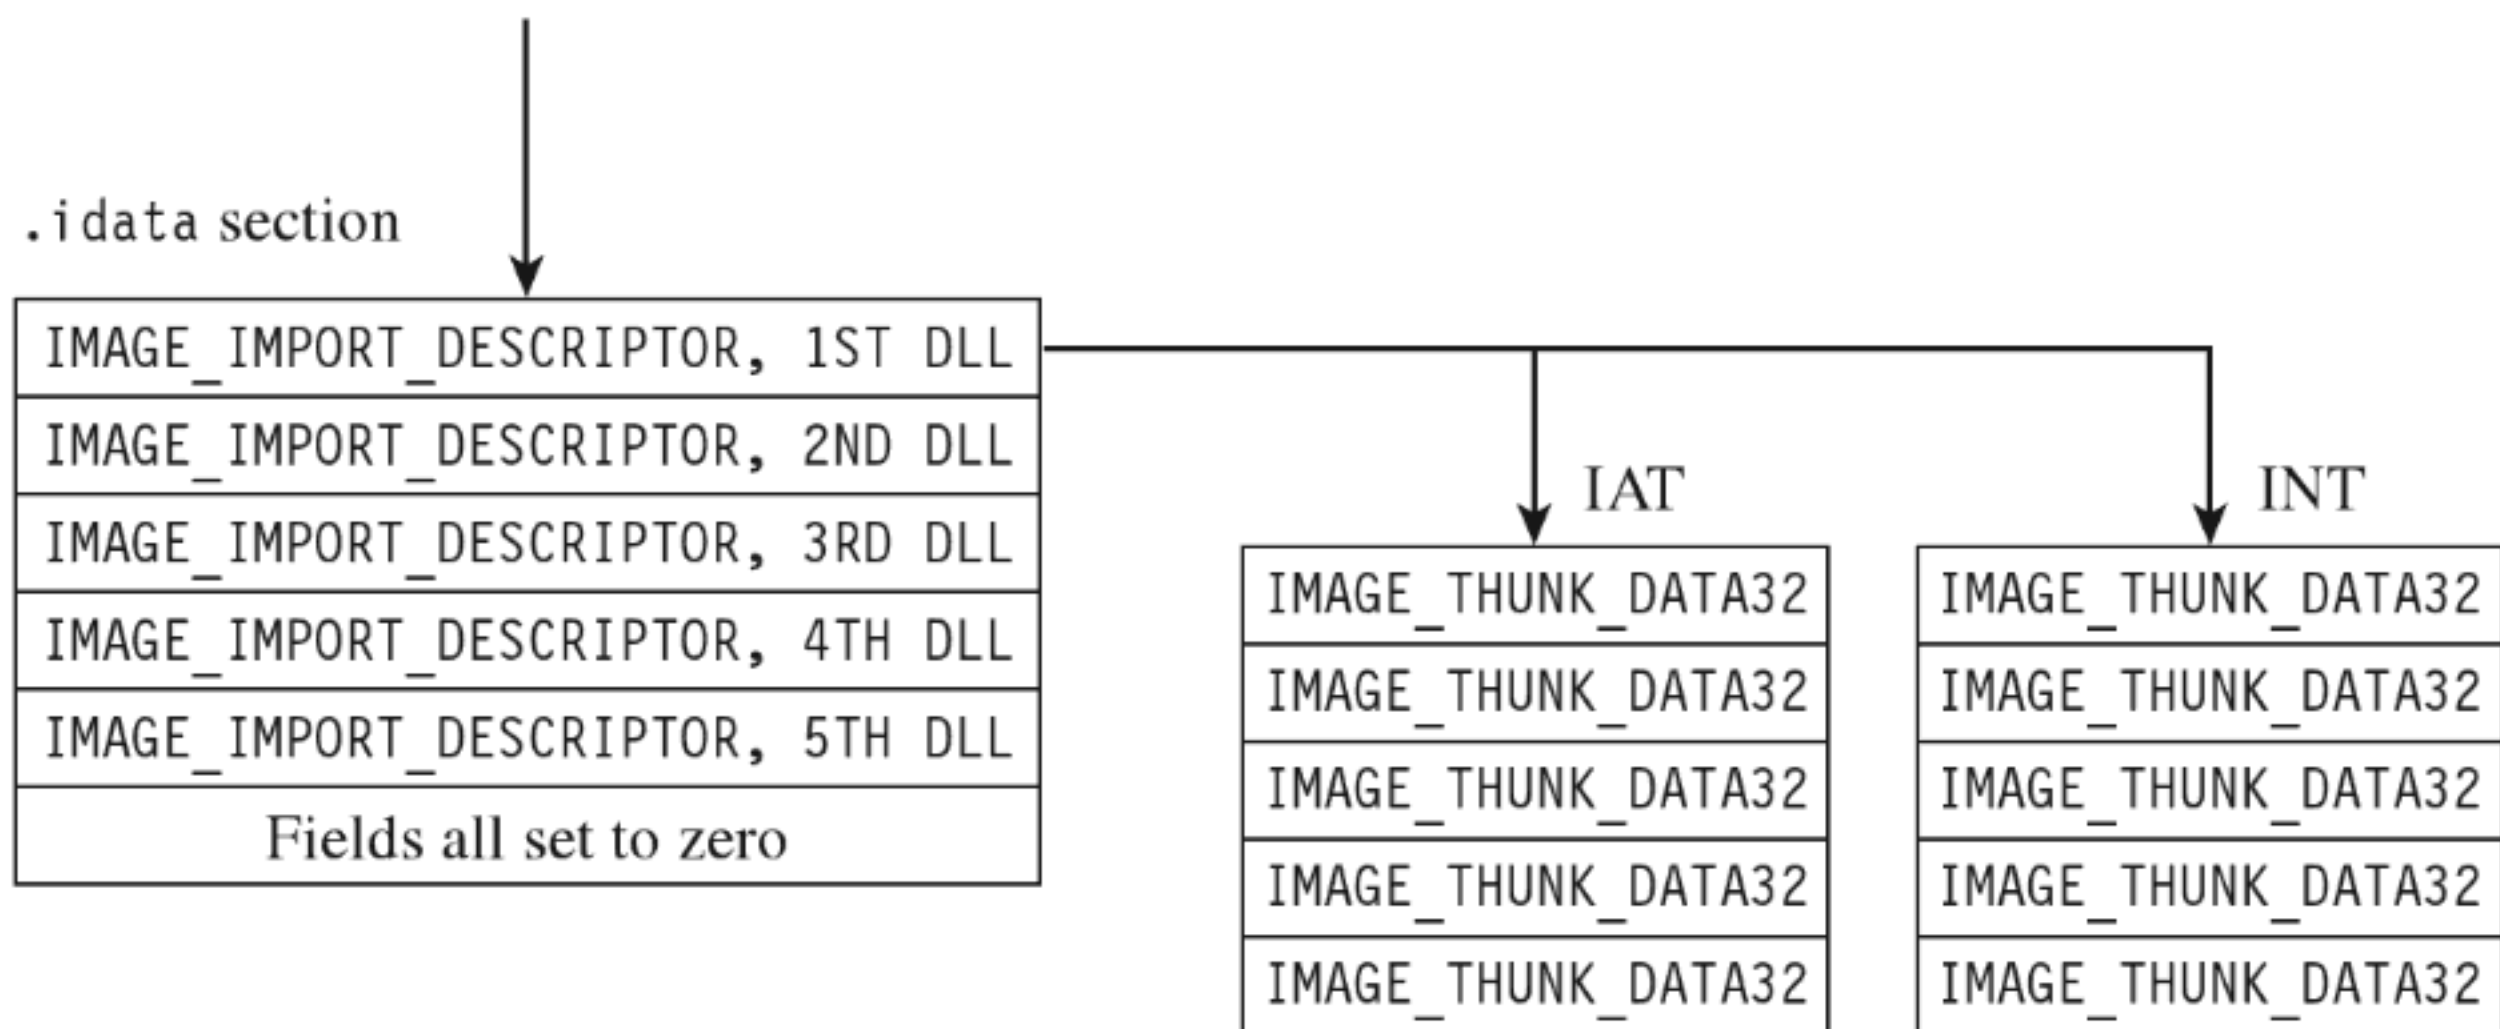 .idata section
IMAGE_IMPORT_DESCRIPTOR, 1ST DLL
IMAGE_IMPORT_DESCRIPTOR, 2ND DLL
IMAGE_IMPORT_DESCRIPTOR, 3RD DLL
IMAGE_IMPORT_DESCRIPTOR, 4TH DLL
IMAGE_IMPORT_DESCRIPTOR, 5TH DLL
Fields all set to zero
IAT
IMAGE_THUNK_DATA32
IMAGE_THUNK_DATA32
IMAGE_THUNK_DATA32
IMAGE_THUNK_DATA32
IMAGE_THUNK_DATA32
INT
IMAGE_THUNK_DATA32
IMAGE_THUNK_DATA32
IMAGE_THUNK_DATA32
IMAGE_THUNK_DATA32
IMAGE_THUNK_DATA32